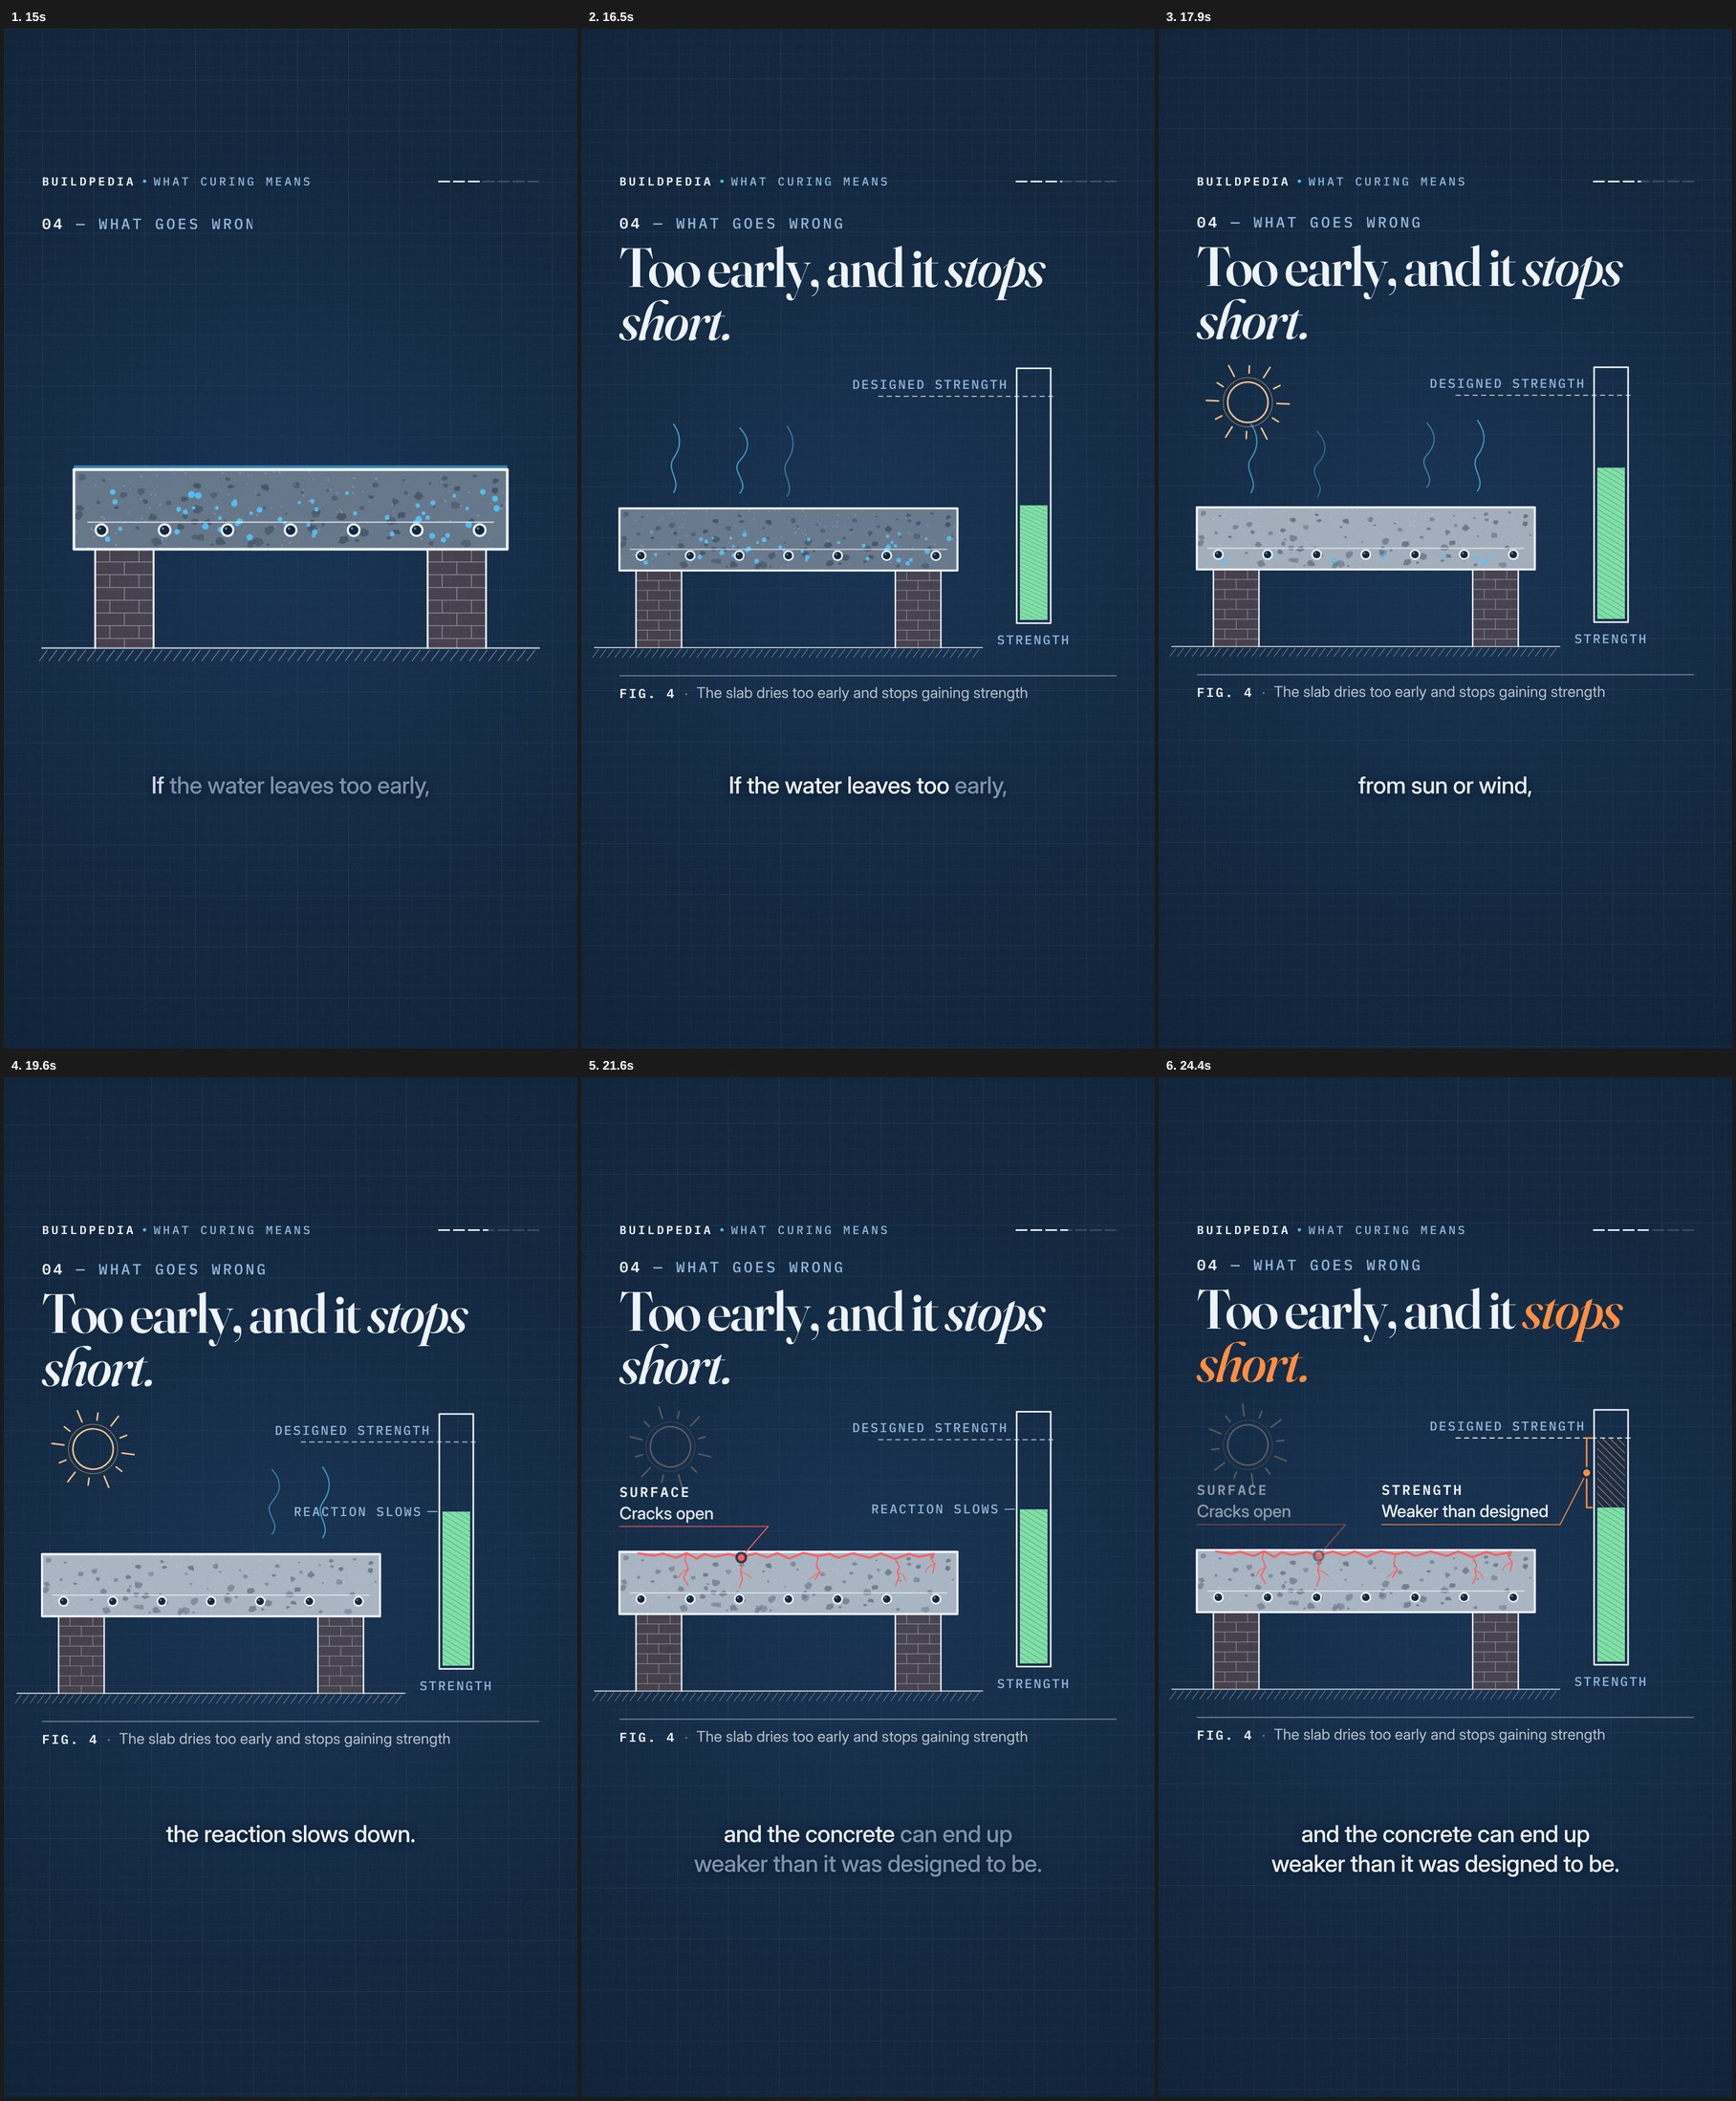 1. 15s
BUILDPEDIA • WHAT CURING MEANS
04 — WHAT GOES WRON
If the water leaves too early,
2. 16.5s
BUILDPEDIA • WHAT CURING MEANS
04 — WHAT GOES WRONG
Too early, and it stops
short.
DESIGNED STRENGTH
STRENGTH
FIG. 4 · The slab dries too early and stops gaining strength
If the water leaves too early,
3. 17.9s
BUILDPEDIA • WHAT CURING MEANS
04 — WHAT GOES WRONG
Too early, and it stops
short.
DESIGNED STRENGTH
STRENGTH
FIG. 4 · The slab dries too early and stops gaining strength
from sun or wind,
4. 19.6s
BUILDPEDIA • WHAT CURING MEANS
04 — WHAT GOES WRONG
Too early, and it stops
short.
DESIGNED STRENGTH
REACTION SLOWS
STRENGTH
FIG. 4 · The slab dries too early and stops gaining strength
the reaction slows down.
5. 21.6s
BUILDPEDIA • WHAT CURING MEANS
04 — WHAT GOES WRONG
Too early, and it stops
short.
DESIGNED STRENGTH
SURFACE
Cracks open
REACTION SLOWS
STRENGTH
FIG. 4 · The slab dries too early and stops gaining strength
and the concrete can end up
weaker than it was designed to be.
6. 24.4s
BUILDPEDIA • WHAT CURING MEANS
04 — WHAT GOES WRONG
Too early, and it stops
short.
DESIGNED STRENGTH
SURFACE
Cracks open
STRENGTH
Weaker than designed
STRENGTH
FIG. 4 · The slab dries too early and stops gaining strength
and the concrete can end up
weaker than it was designed to be.